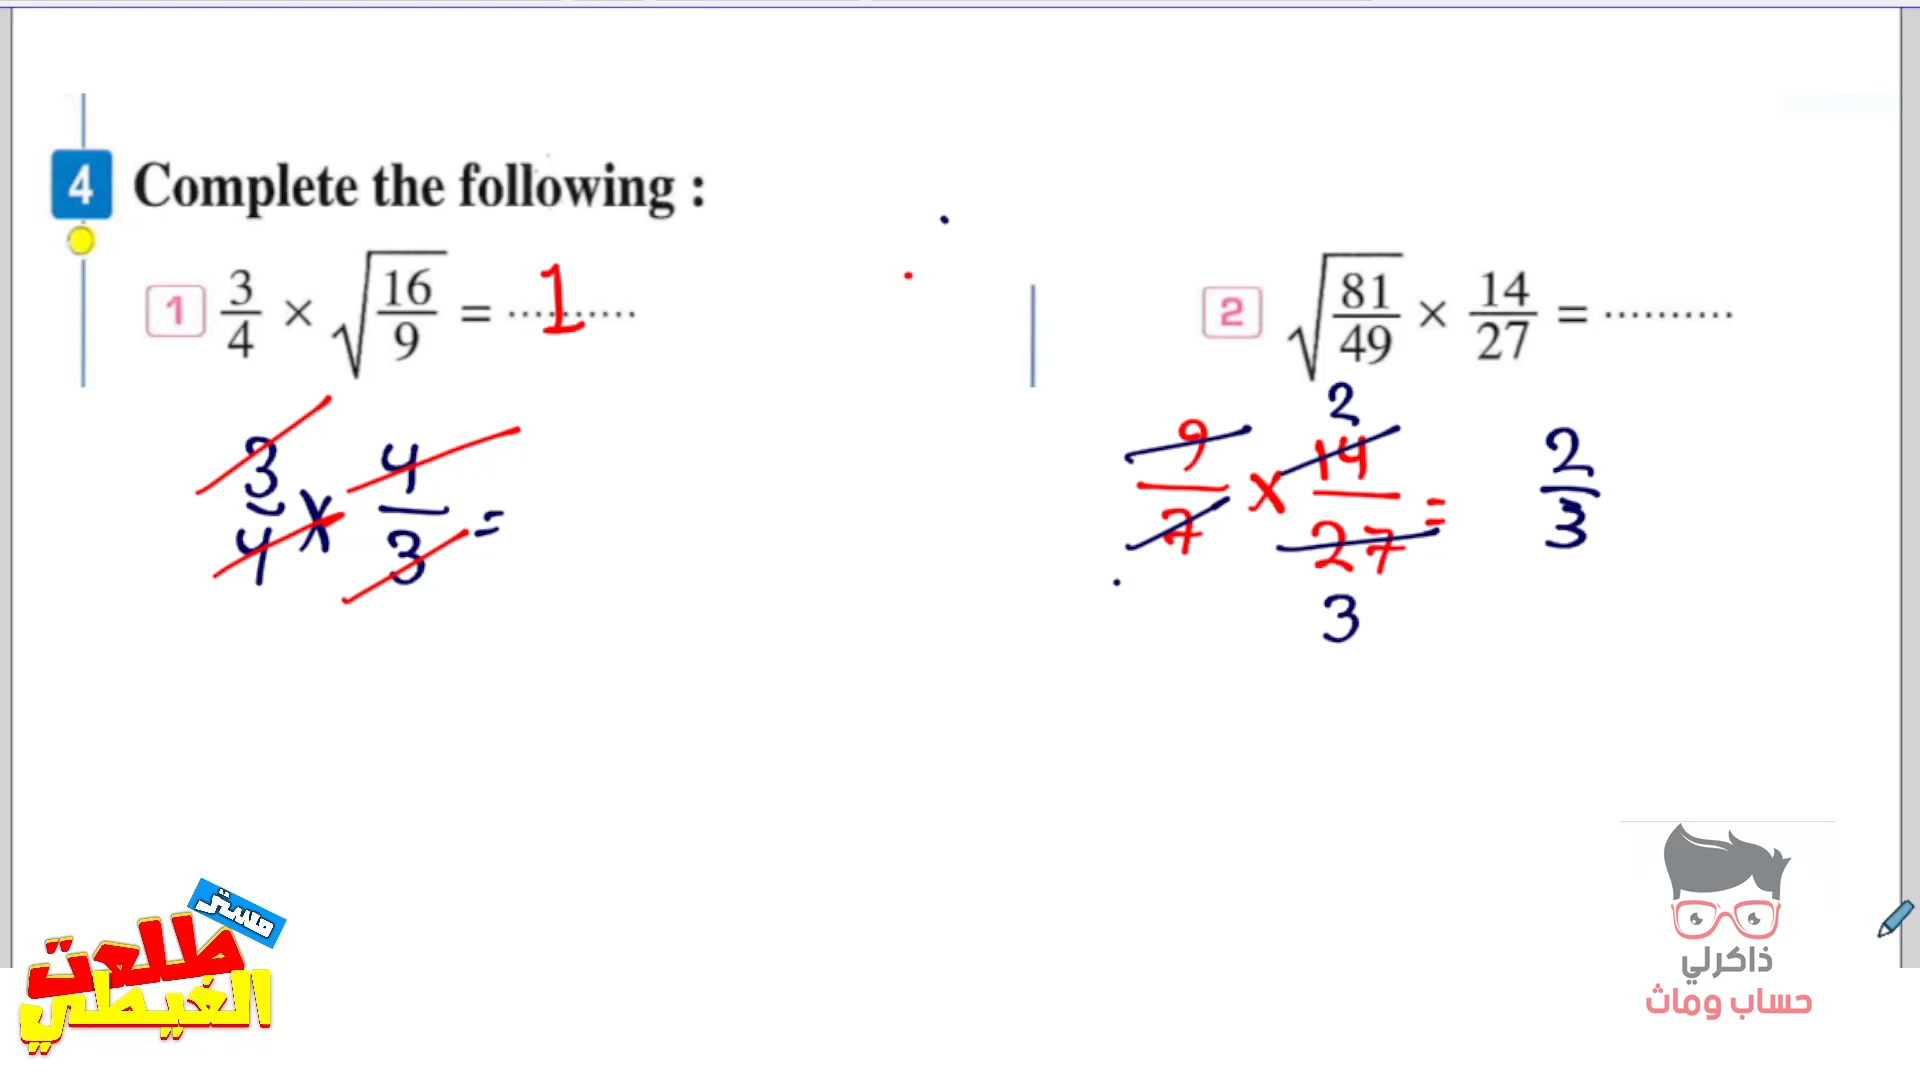 4 Complete the following :
1 3/4 × √(16/9) = .......... 1
3/4 × 4/3 =
2 √(81/49) × 14/27 = ..........
2
9/7 × 14/27 = 2/3
3
مستر
طلعت
الغيطي
ذاكرلي
حساب وماث